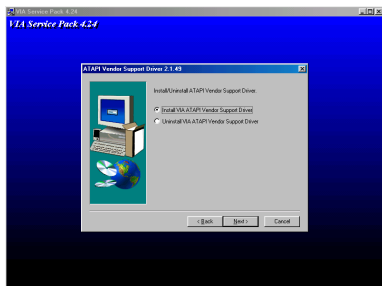 VIA Service Pack 4.24
VIA Service Pack 4.24
ATAPI Vendor Support Driver 2.1.49
Install/Uninstall ATAPI Vendor Support Driver.
Install VIA ATAPI Vendor Support Driver
Uninstall VIA ATAPI Vendor Support Driver
< Back
Next >
Cancel